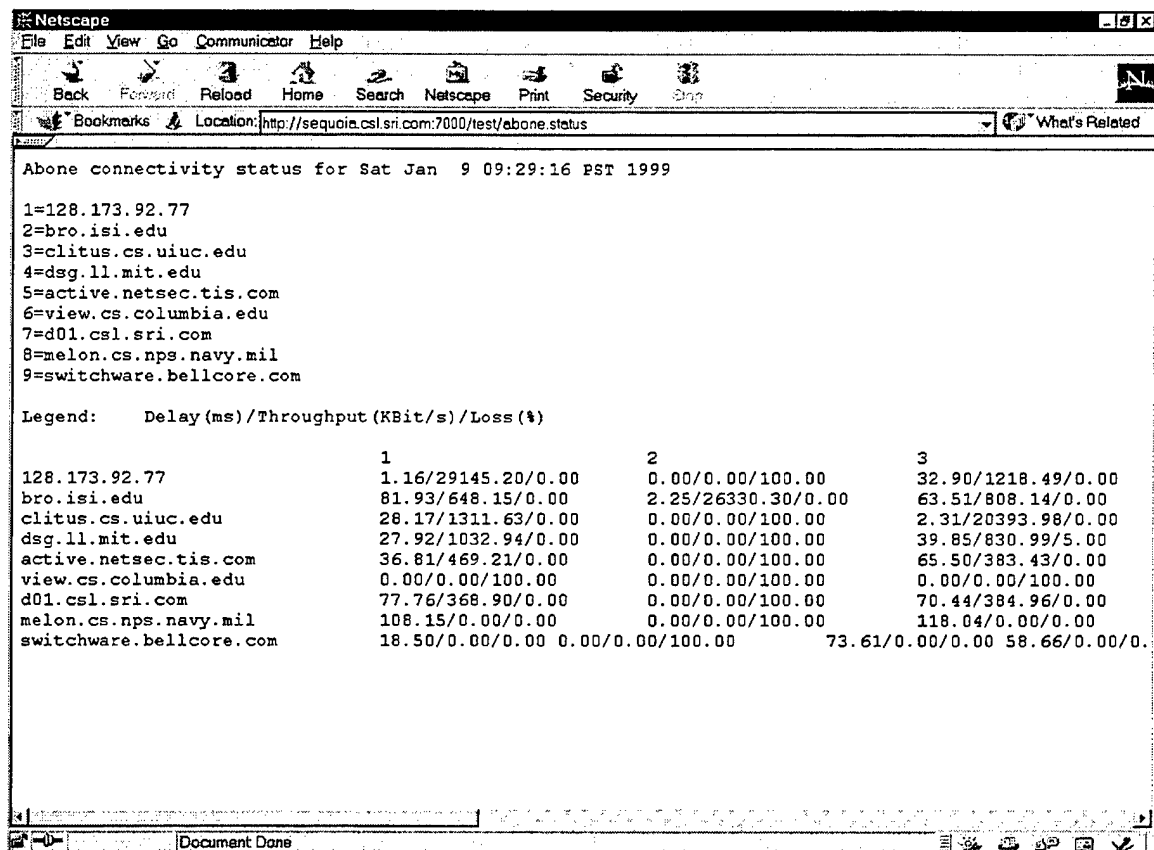 Netscape
File Edit View Go Communicator Help
Back Forward Reload Home Search Netscape Print Security Stop
N
Bookmarks Location: http://sequoia.csl.sri.com:7000/test/abone.status What's Related
Abone connectivity status for Sat Jan 9 09:29:16 PST 1999
1=128.173.92.77
2=bro.isi.edu
3=clitus.cs.uiuc.edu
4=dsg.ll.mit.edu
5=active.netsec.tis.com
6=view.cs.columbia.edu
7=d01.csl.sri.com
8=melon.cs.nps.navy.mil
9=switchware.bellcore.com
Legend: Delay(ms)/Throughput(KBit/s)/Loss(%)
1 2 3
128.173.92.77 1.16/29145.20/0.00 0.00/0.00/100.00 32.90/1218.49/0.00
bro.isi.edu 81.93/648.15/0.00 2.25/26330.30/0.00 63.51/808.14/0.00
clitus.cs.uiuc.edu 28.17/1311.63/0.00 0.00/0.00/100.00 2.31/20393.98/0.00
dsg.ll.mit.edu 27.92/1032.94/0.00 0.00/0.00/100.00 39.85/830.99/5.00
active.netsec.tis.com 36.81/469.21/0.00 0.00/0.00/100.00 65.50/383.43/0.00
view.cs.columbia.edu 0.00/0.00/100.00 0.00/0.00/100.00 0.00/0.00/100.00
d01.csl.sri.com 77.76/368.90/0.00 0.00/0.00/100.00 70.44/384.96/0.00
melon.cs.nps.navy.mil 108.15/0.00/0.00 0.00/0.00/100.00 118.04/0.00/0.00
switchware.bellcore.com 18.50/0.00/0.00 0.00/0.00/100.00 73.61/0.00/0.00 58.66/0.00/0.
Document Done